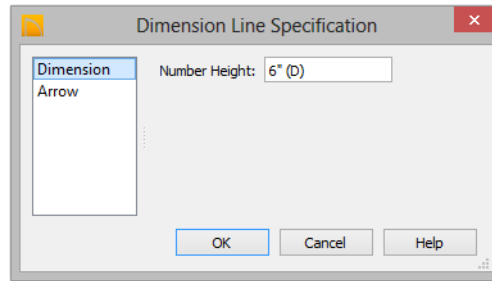 Dimension Line Specification
Dimension
Arrow
Number Height: 6" (D)
OK Cancel Help